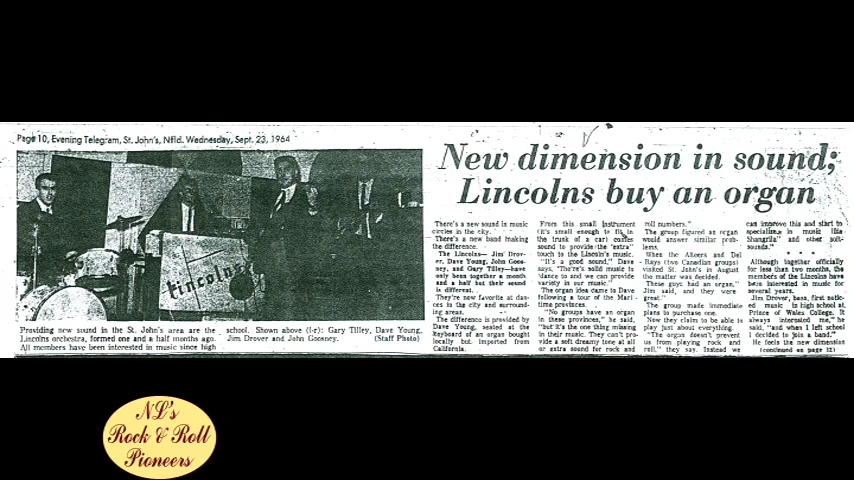 Page 10, Evening Telegram, St. John's, Nfld. Wednesday, Sept. 23, 1964
New dimension in sound;
Lincolns buy an organ
Lincolns
Providing new sound in the St. John's area are the
Lincolns orchestra, formed one and a half months ago.
All members have been interested in music since high
school. Shown above (l-r): Gary Tilley, Dave Young,
Jim Drover and John Goosney. (Staff Photo)
There's a new sound in music
circles in the city.
There's a new band making
the difference.
The Lincolns— Jim Drov-
er, Dave Young, John Goos-
ney, and Gary Tilley—have
only been together a month
and a half but their sound
is different.
They're now favorite at dan-
ces in the city and surround-
ing areas.
The difference is provided by
Dave Young, seated at the
keyboard of an organ bought
locally but imported from
California.
From this small instrument
(it's small enough to fit in
the trunk of a car) comes
sound to provide the "extra"
touch to the Lincoln's music.
"It's a good sound," Dave
says, "There's solid music to
dance to and we can provide
variety in our music."
The organ idea came to Dave
following a tour of the Mari-
time provinces.
"No groups have an organ
in these provinces," he said,
"but it's the one thing missing
in their music. They can't pro-
vide a soft dreamy tone at all
or extra sound for rock and
roll numbers."
The group figured an organ
would answer similar prob-
lems.
When the Alteers and Del
Rays (two Canadian groups)
visited St. John's in August
the matter was decided.
"These guys had an organ,"
Jim said, and they were
great."
The group made immediate
plans to purchase one.
Now they claim to be able to
play just about everything.
"The organ doesn't prevent
us from playing rock and
roll," they say. Instead we
can improve this and start to
specialize in music like
Shangrila" and other soft-
sounds."
* * *
Although together officially
for less than two months, the
members of the Lincolns have
been interested in music for
several years.
Jim Drover, bass, first notic-
ed music in high school at
Prince of Wales College. It
always interested me," he
said, "and when I left school
I decided to join a band."
He feels the new dimension
(continued on page 12)
NL's
Rock & Roll
Pioneers